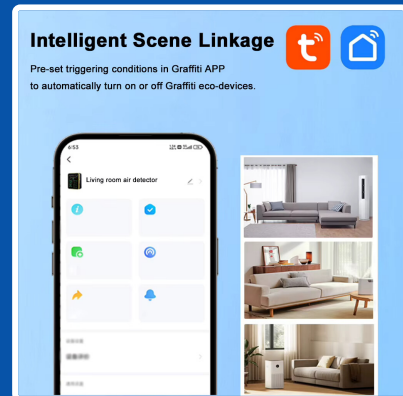 Intelligent Scene Linkage
Pre-set triggering conditions in Graffiti APP
to automatically turn on or off Graffiti eco-devices.
6:53
Living room air detector